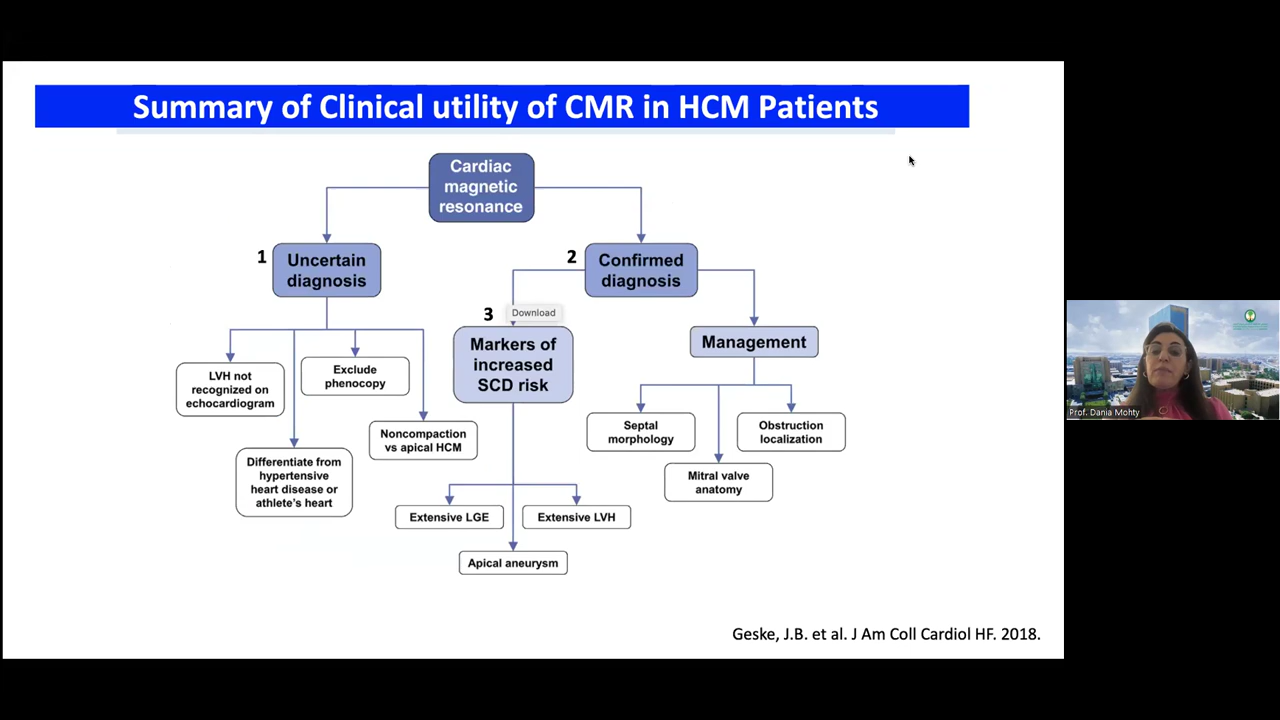 Summary of Clinical utility of CMR in HCM Patients
Cardiac
magnetic
resonance
1
Uncertain
diagnosis
2
Confirmed
diagnosis
LVH not
recognized on
echocardiogram
Differentiate from
hypertensive
heart disease or
athlete's heart
Exclude
phenocopy
Noncompaction
vs apical HCM
3
Download
Markers of
increased
SCD risk
Extensive LGE
Apical aneurysm
Extensive LVH
Management
Septal
morphology
Mitral valve
anatomy
Obstruction
localization
Geske, J.B. et al. J Am Coll Cardiol HF. 2018.
Prof. Dania Mohty